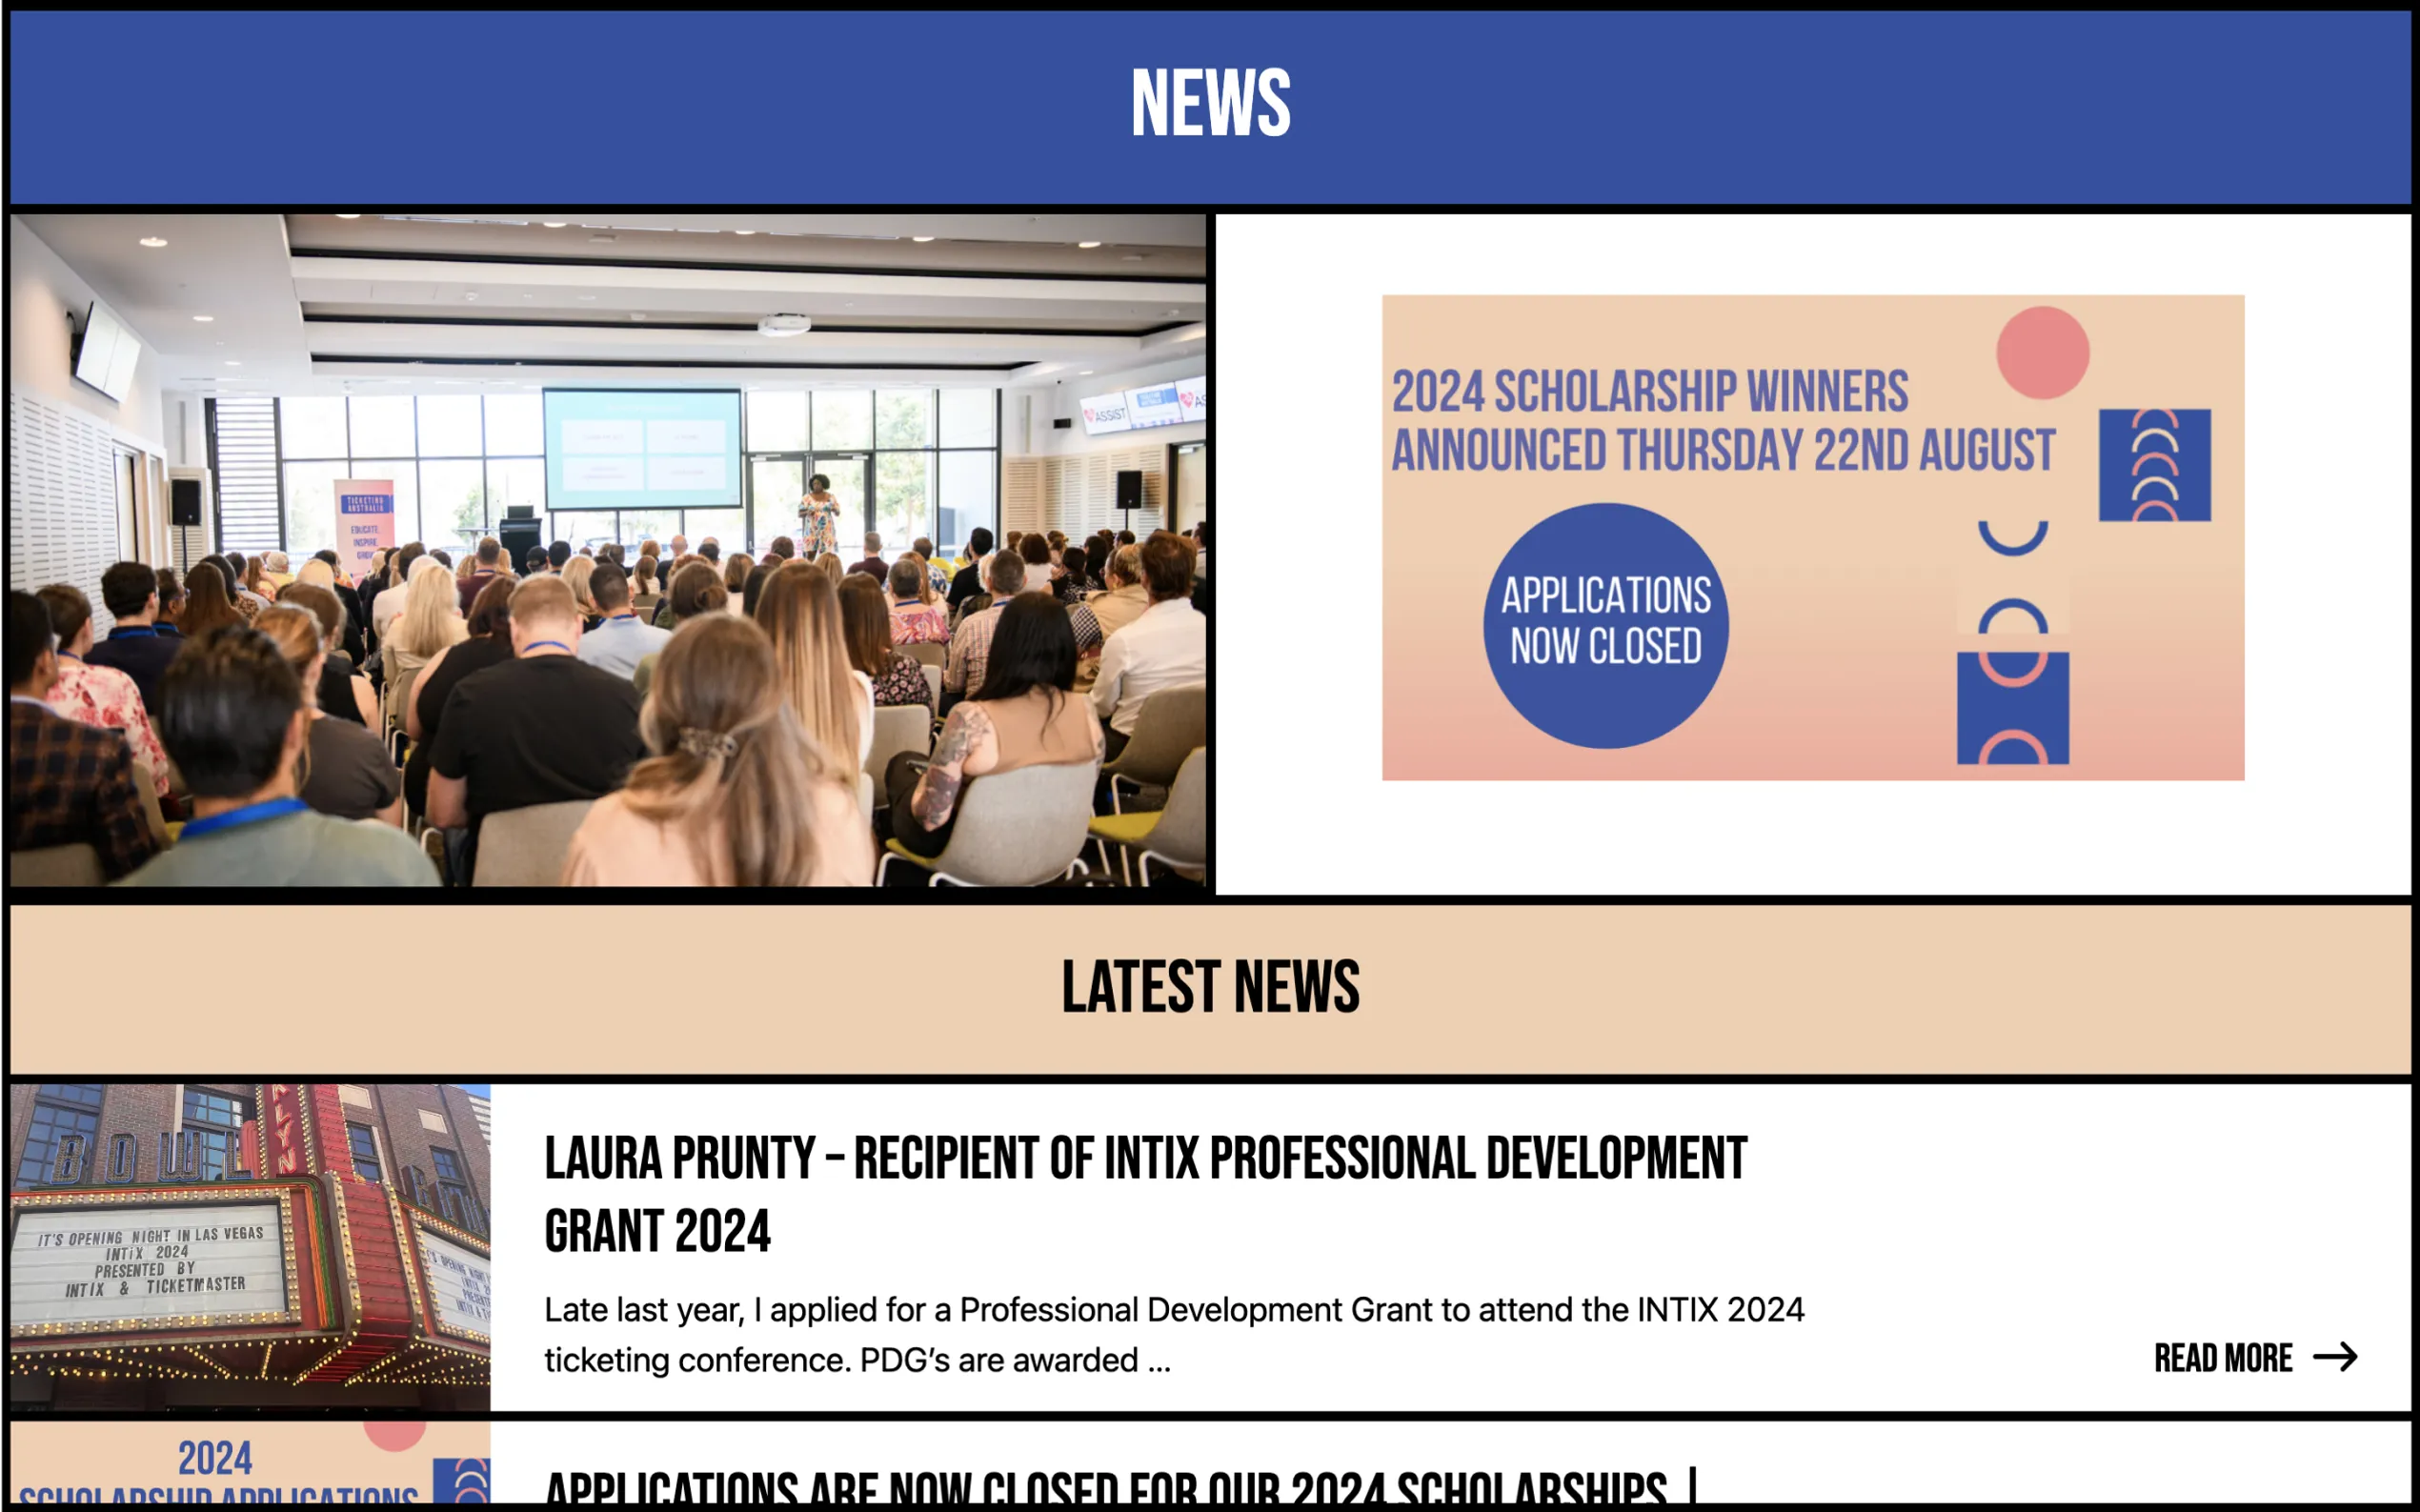 NEWS
TICKETING
AUSTRALIA
EDUCATE.
INSPIRE.
ASSIST
2024 SCHOLARSHIP WINNERS
ANNOUNCED THURSDAY 22ND AUGUST
APPLICATIONS
NOW CLOSED
LATEST NEWS
BOWL
IT'S OPENING NIGHT IN LAS VEGAS
INTIX 2024
PRESENTED BY
INTIX & TICKETMASTER
LAURA PRUNTY – RECIPIENT OF INTIX PROFESSIONAL DEVELOPMENT
GRANT 2024
Late last year, I applied for a Professional Development Grant to attend the INTIX 2024
ticketing conference. PDG’s are awarded ...
READ MORE
2024
SCHOLARSHIP APPLICATIONS
APPLICATIONS ARE NOW CLOSED FOR OUR 2024 SCHOLARSHIPS |